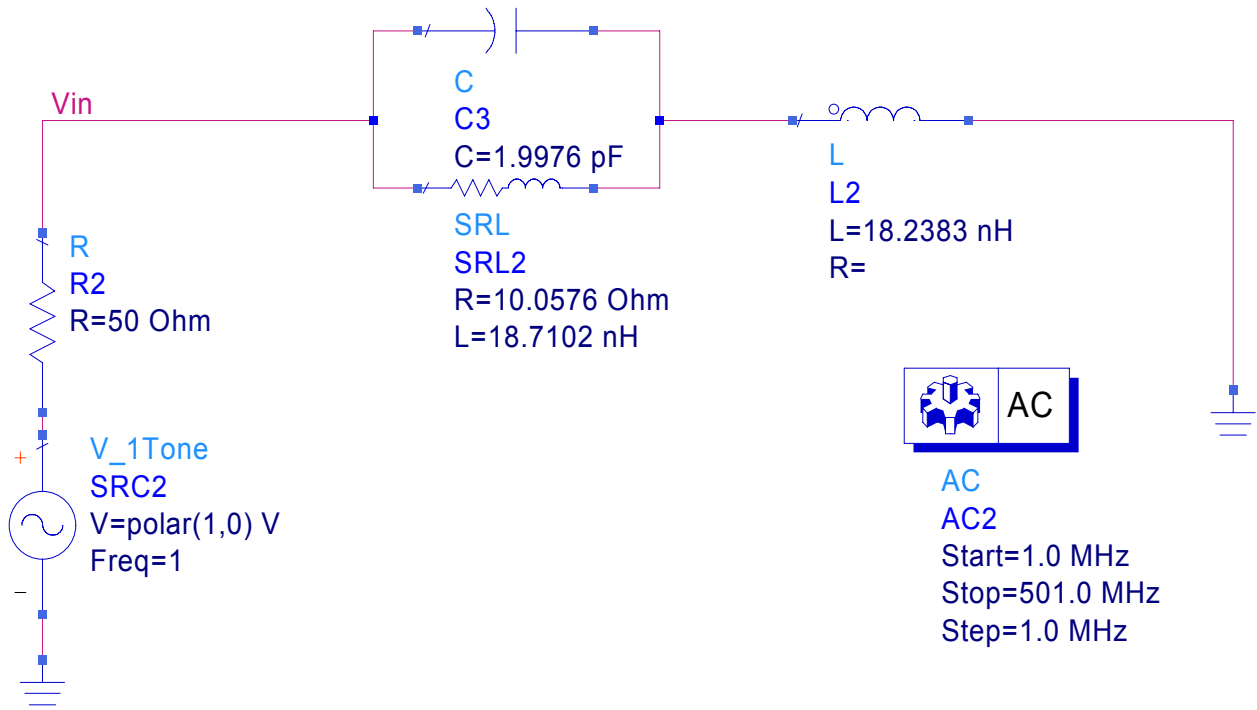 Vin
C
C3
C=1.9976 pF
SRL
SRL2
R=10.0576 Ohm
L=18.7102 nH
L
L2
L=18.2383 nH
R=
R
R2
R=50 Ohm
+
V_1Tone
SRC2
V=polar(1,0) V
Freq=1
−
AC
AC
AC2
Start=1.0 MHz
Stop=501.0 MHz
Step=1.0 MHz